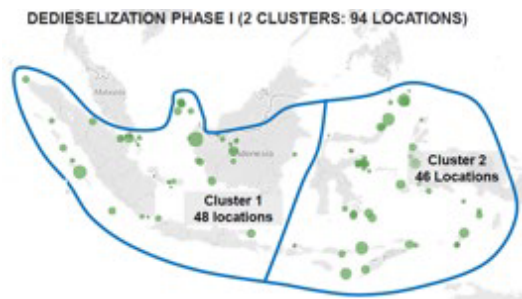 DEDIESELIZATION PHASE I (2 CLUSTERS: 94 LOCATIONS)
Malaysia
Indonesia
Cluster 2
46 Locations
Cluster 1
48 locations